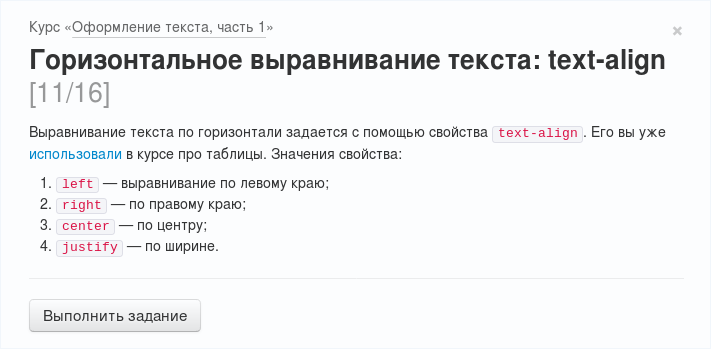 Курс «Оформление текста, часть 1»
×
Горизонтальное выравнивание текста: text-align
[11/16]
Выравнивание текста по горизонтали задается с помощью свойства text-align. Его вы уже
использовали в курсе про таблицы. Значения свойства:
1. left — выравнивание по левому краю;
2. right — по правому краю;
3. center — по центру;
4. justify — по ширине.
Выполнить задание